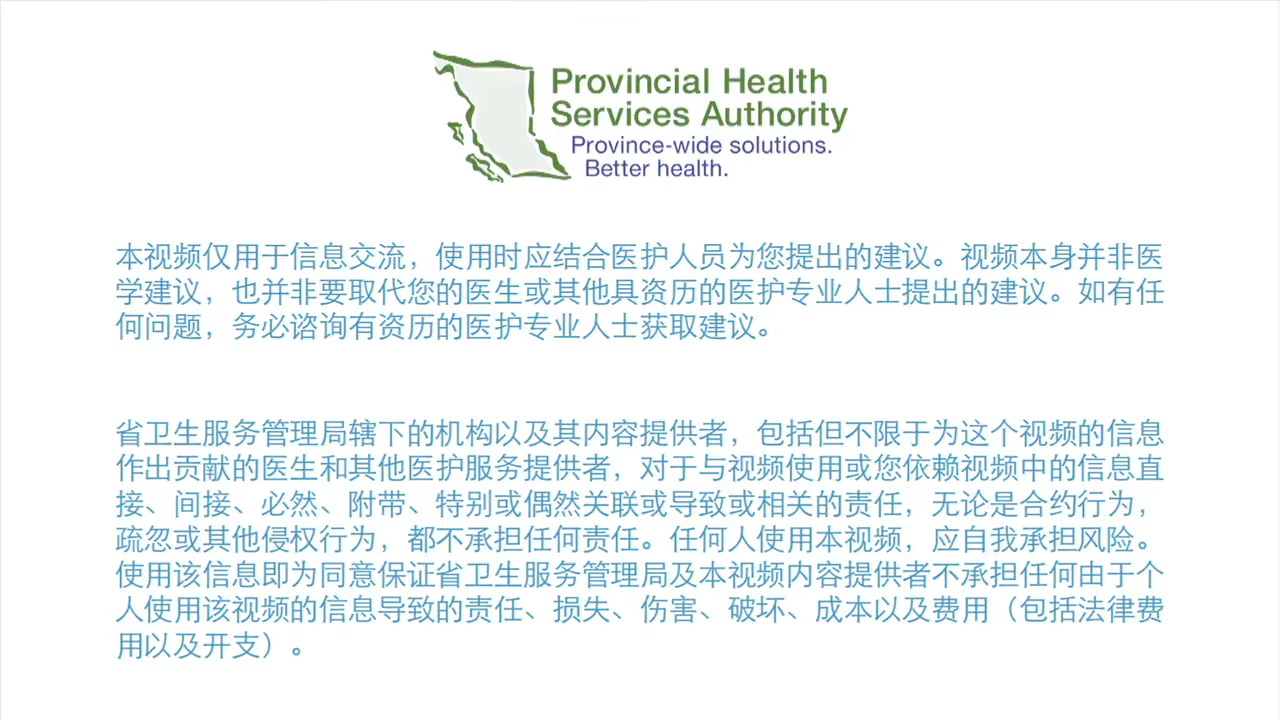 Provincial Health
Services Authority
Province-wide solutions.
Better health.
本视频仅用于信息交流，使用时应结合医护人员为您提出的建议。视频本身并非医
学建议，也并非要取代您的医生或其他具资历的医护专业人士提出的建议。如有任
何问题，务必谘询有资历的医护专业人士获取建议。
省卫生服务管理局辖下的机构以及其内容提供者，包括但不限于为这个视频的信息
作出贡献的医生和其他医护服务提供者，对于与视频使用或您依赖视频中的信息直
接、间接、必然、附带、特别或偶然关联或导致或相关的责任，无论是合约行为，
疏忽或其他侵权行为，都不承担任何责任。任何人使用本视频，应自我承担风险。
使用该信息即为同意保证省卫生服务管理局及本视频内容提供者不承担任何由于个
人使用该视频的信息导致的责任、损失、伤害、破坏、成本以及费用（包括法律费
用以及开支）。